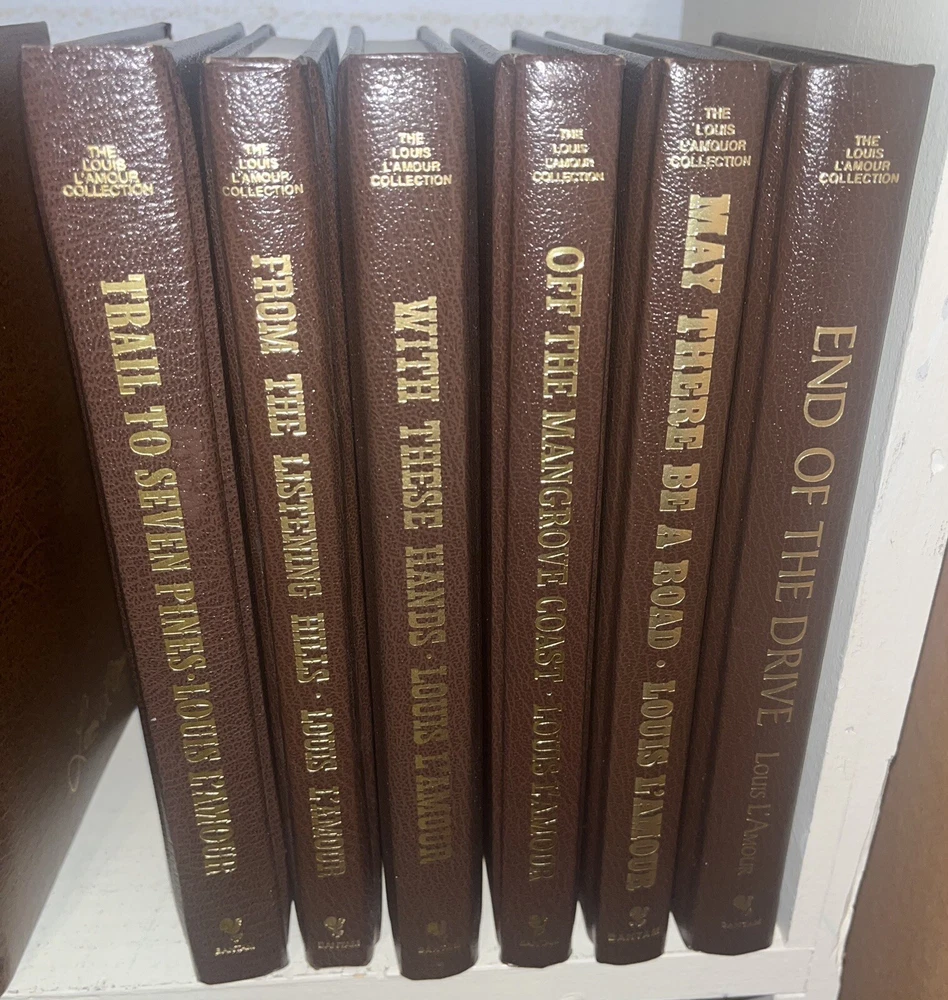 THE
LOUIS
L'AMOUR
COLLECTION
TRAIL TO SEVEN PINES · LOUIS L'AMOUR
BANTAM
THE
LOUIS
L'AMOUR
COLLECTION
FROM THE LISTENING HILLS · LOUIS L'AMOUR
BANTAM
THE
LOUIS
L'AMOUR
COLLECTION
WITH THESE HANDS · LOUIS L'AMOUR
BANTAM
THE
LOUIS
L'AMOUR
COLLECTION
OFF THE MANGROVE COAST · LOUIS L'AMOUR
BANTAM
THE
LOUIS
L'AMOUOR
COLLECTION
MAY THERE BE A ROAD · LOUIS L'AMOUR
BANTAM
THE
LOUIS
L'AMOUR
COLLECTION
END OF THE DRIVE LOUIS L'AMOUR
BANTAM